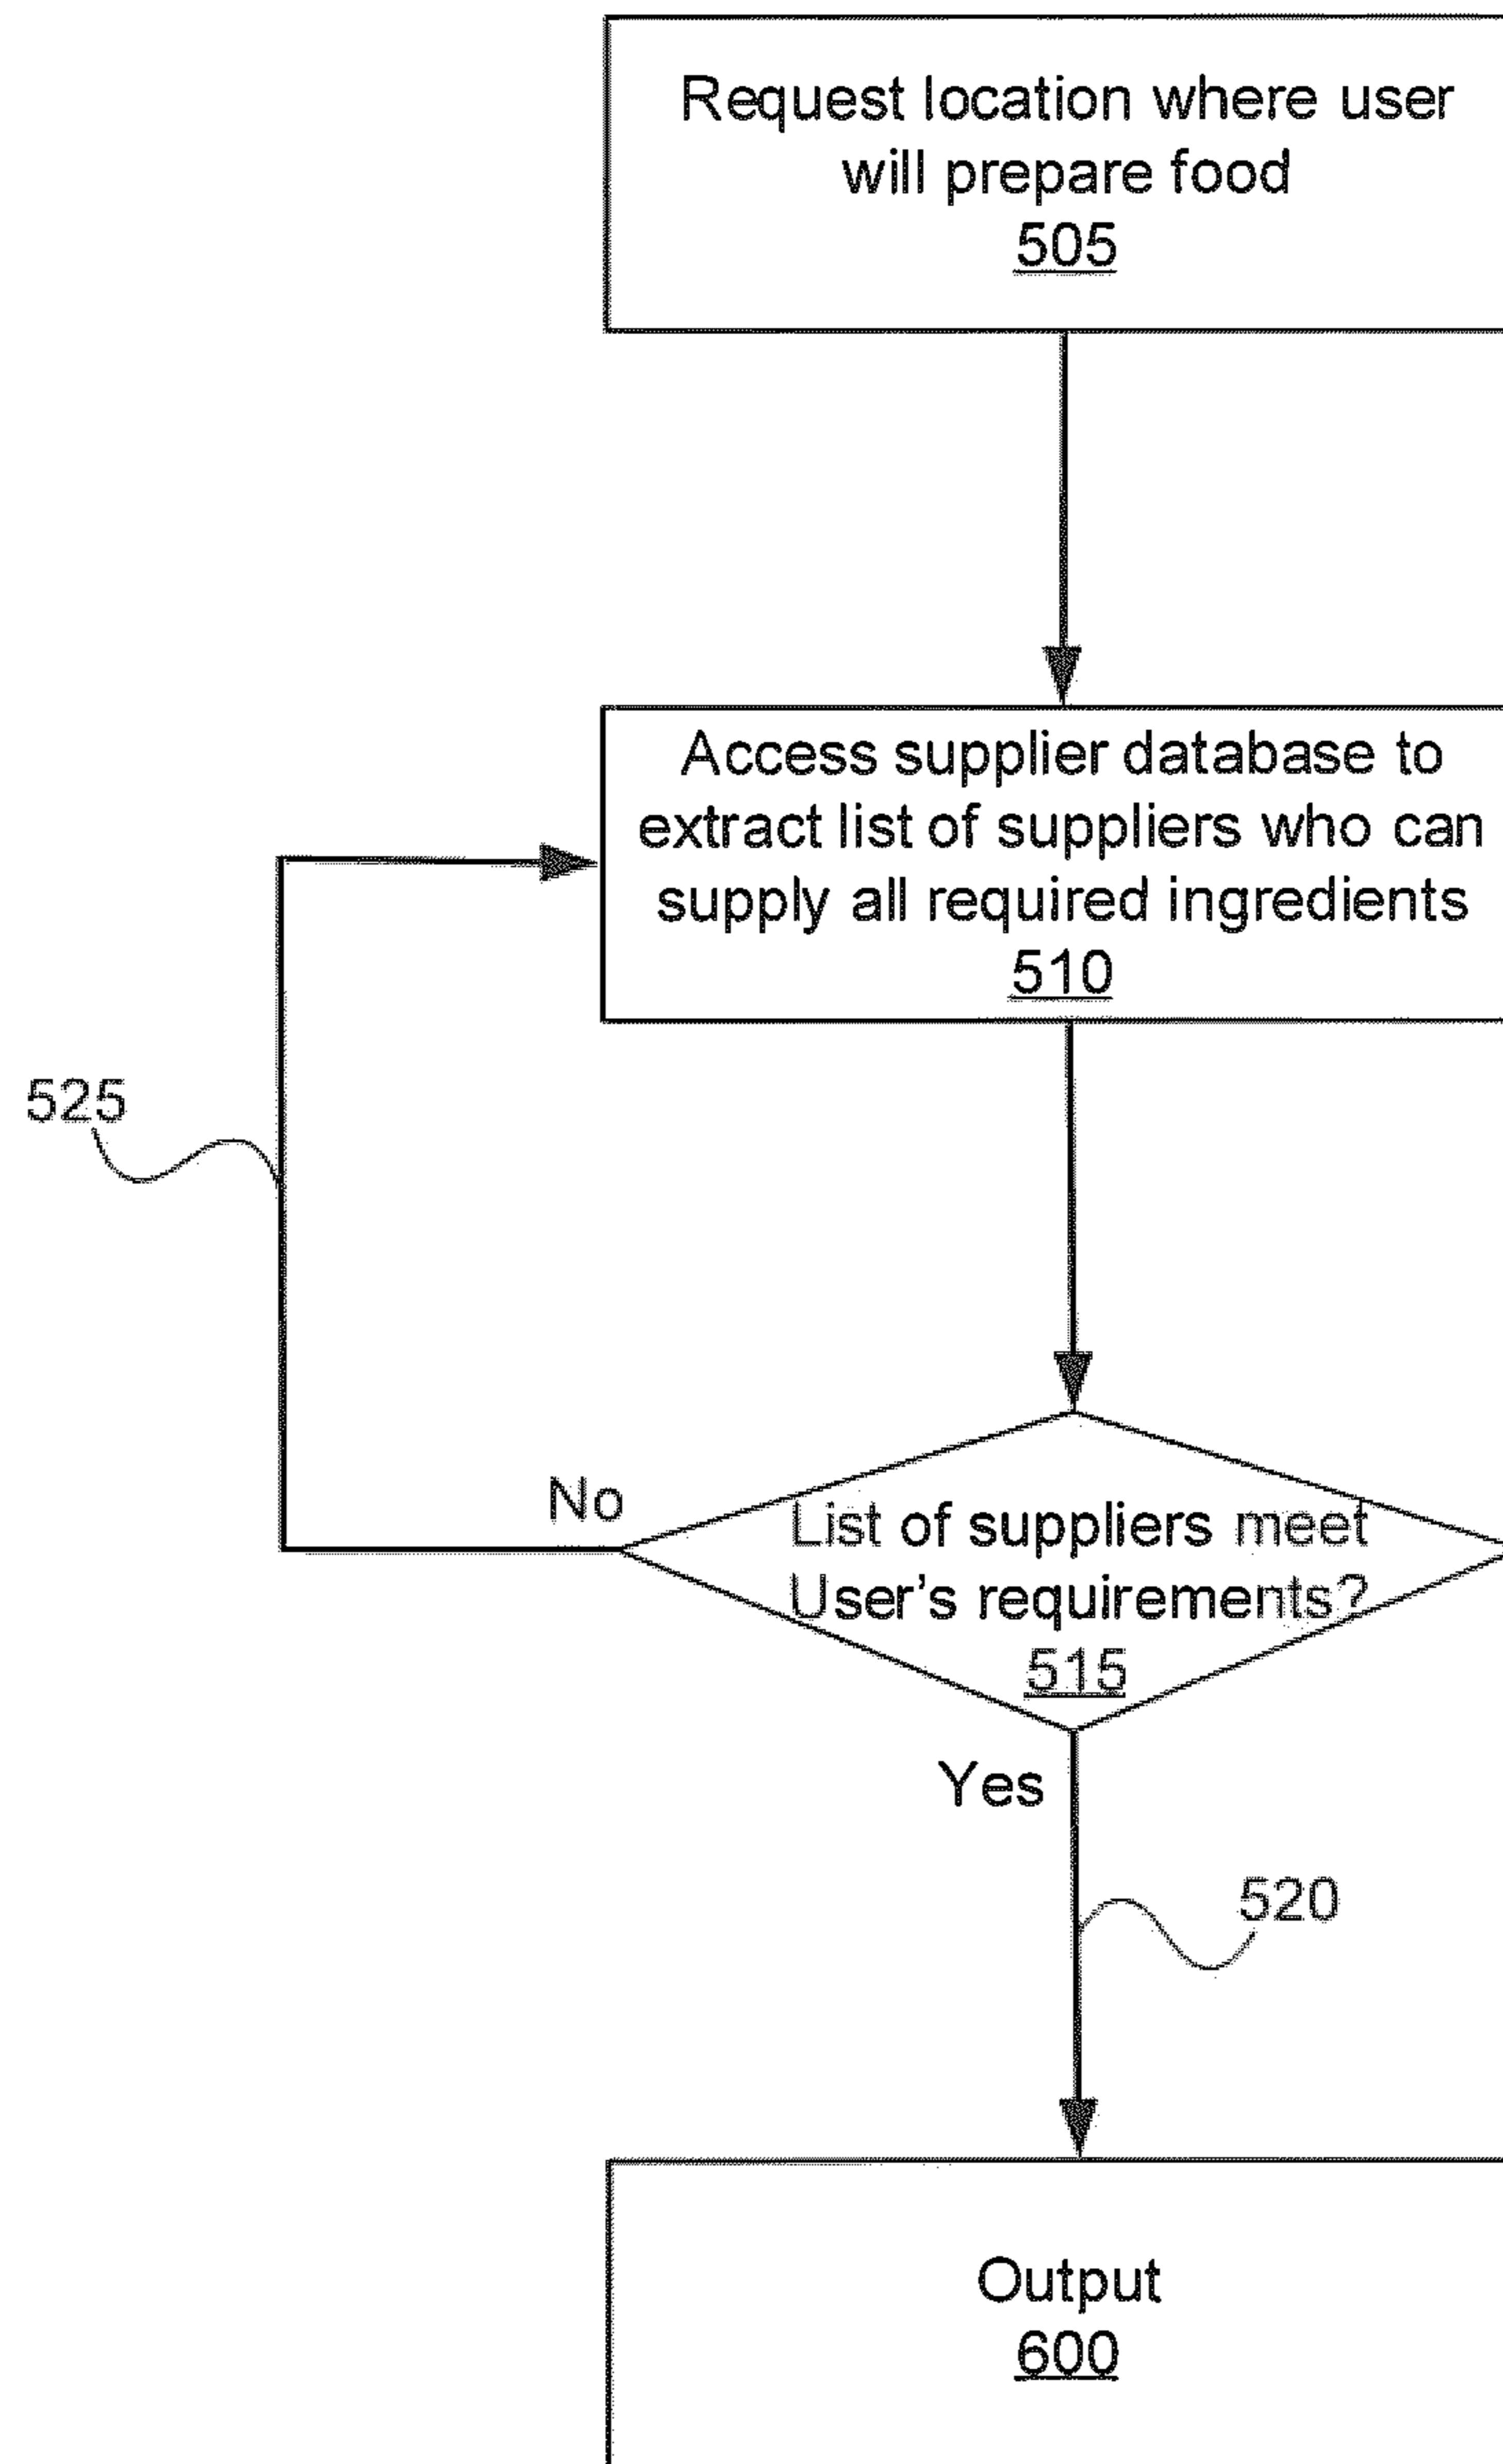 Request location where user
will prepare food
505
Access supplier database to
extract list of suppliers who can
supply all required ingredients
510
525
No
List of suppliers meet
User's requirements?
515
Yes
520
Output
600